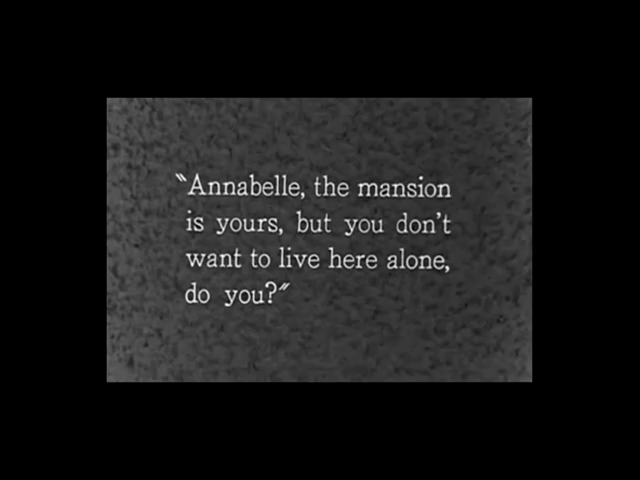 "Annabelle, the mansion
is yours, but you don't
want to live here alone,
do you?"